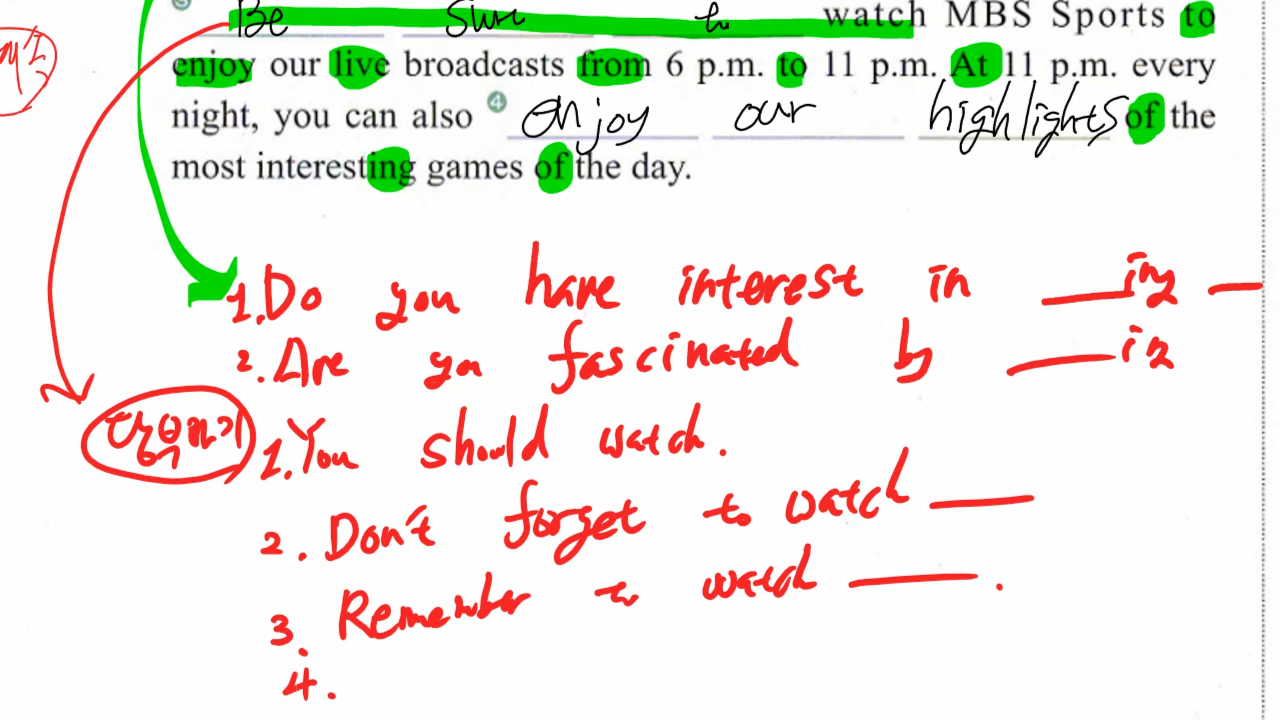 ③ Be Sure to watch MBS Sports to
enjoy our live broadcasts from 6 p.m. to 11 p.m. At 11 p.m. every
night, you can also ④ enjoy our highlights of the
most interesting games of the day.
1. Do you have interest in ___ing ___
2. Are you fascinated by ___ing
1. You should watch.
2. Don't forget to watch ___
3. Remember to watch ___.
4.